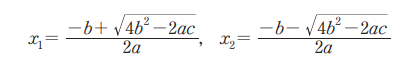 x₁ = (−b + √(4b² − 2ac)) / 2a, x₂ = (−b − √(4b² − 2ac)) / 2a